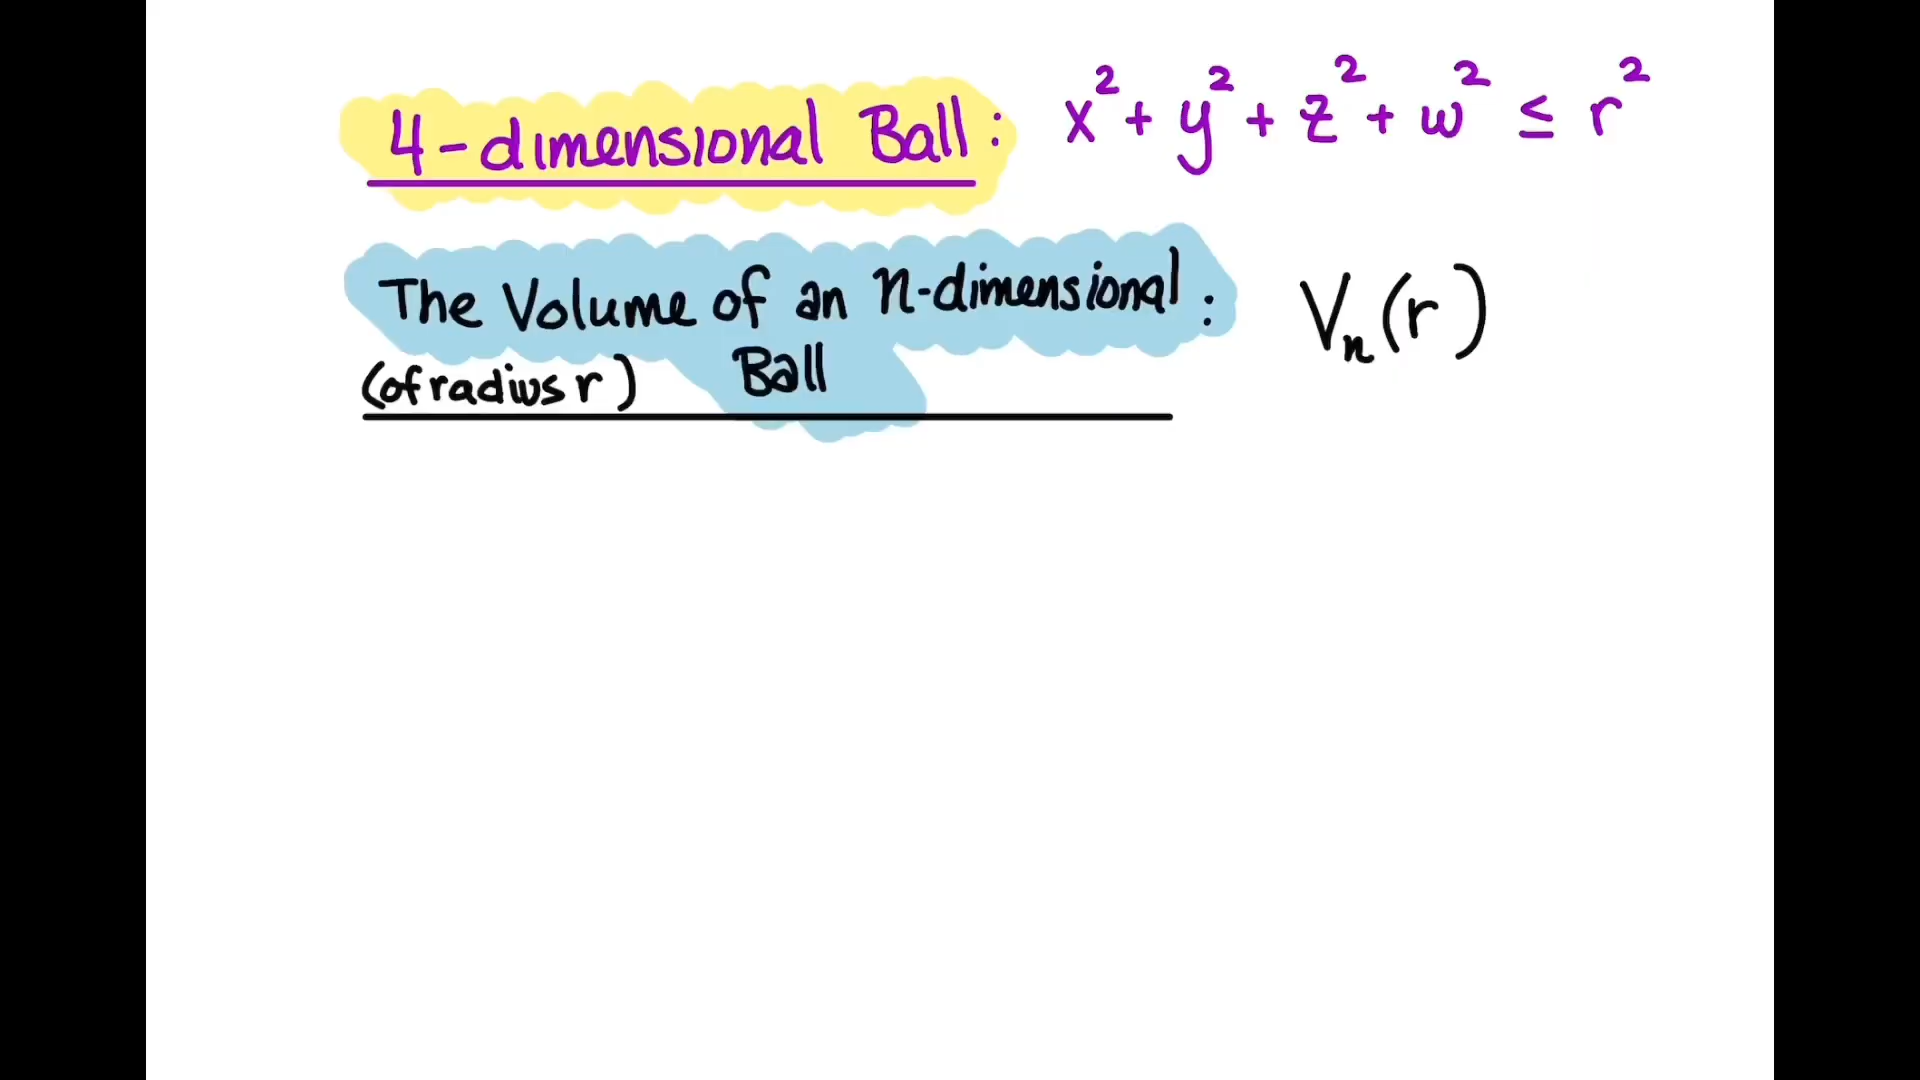 4-dimensional Ball: x² + y² + z² + w² ≤ r²
The Volume of an n-dimensional : Vₙ(r)
(of radius r) Ball